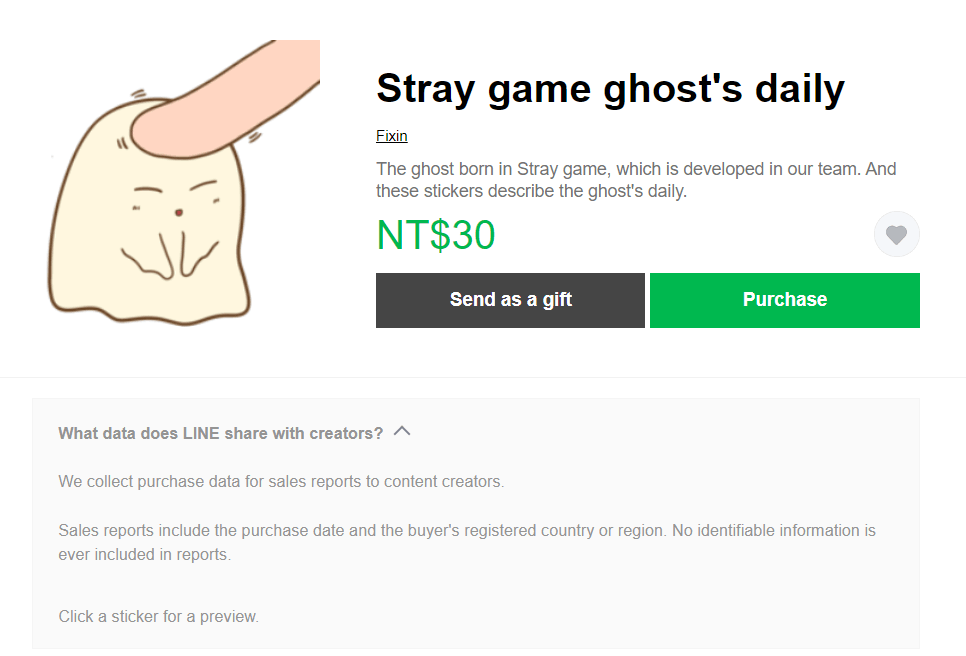 Stray game ghost's daily
Fixin
The ghost born in Stray game, which is developed in our team. And
these stickers describe the ghost's daily.
NT$30
Send as a gift
Purchase
What data does LINE share with creators?
We collect purchase data for sales reports to content creators.
Sales reports include the purchase date and the buyer's registered country or region. No identifiable information is
ever included in reports.
Click a sticker for a preview.